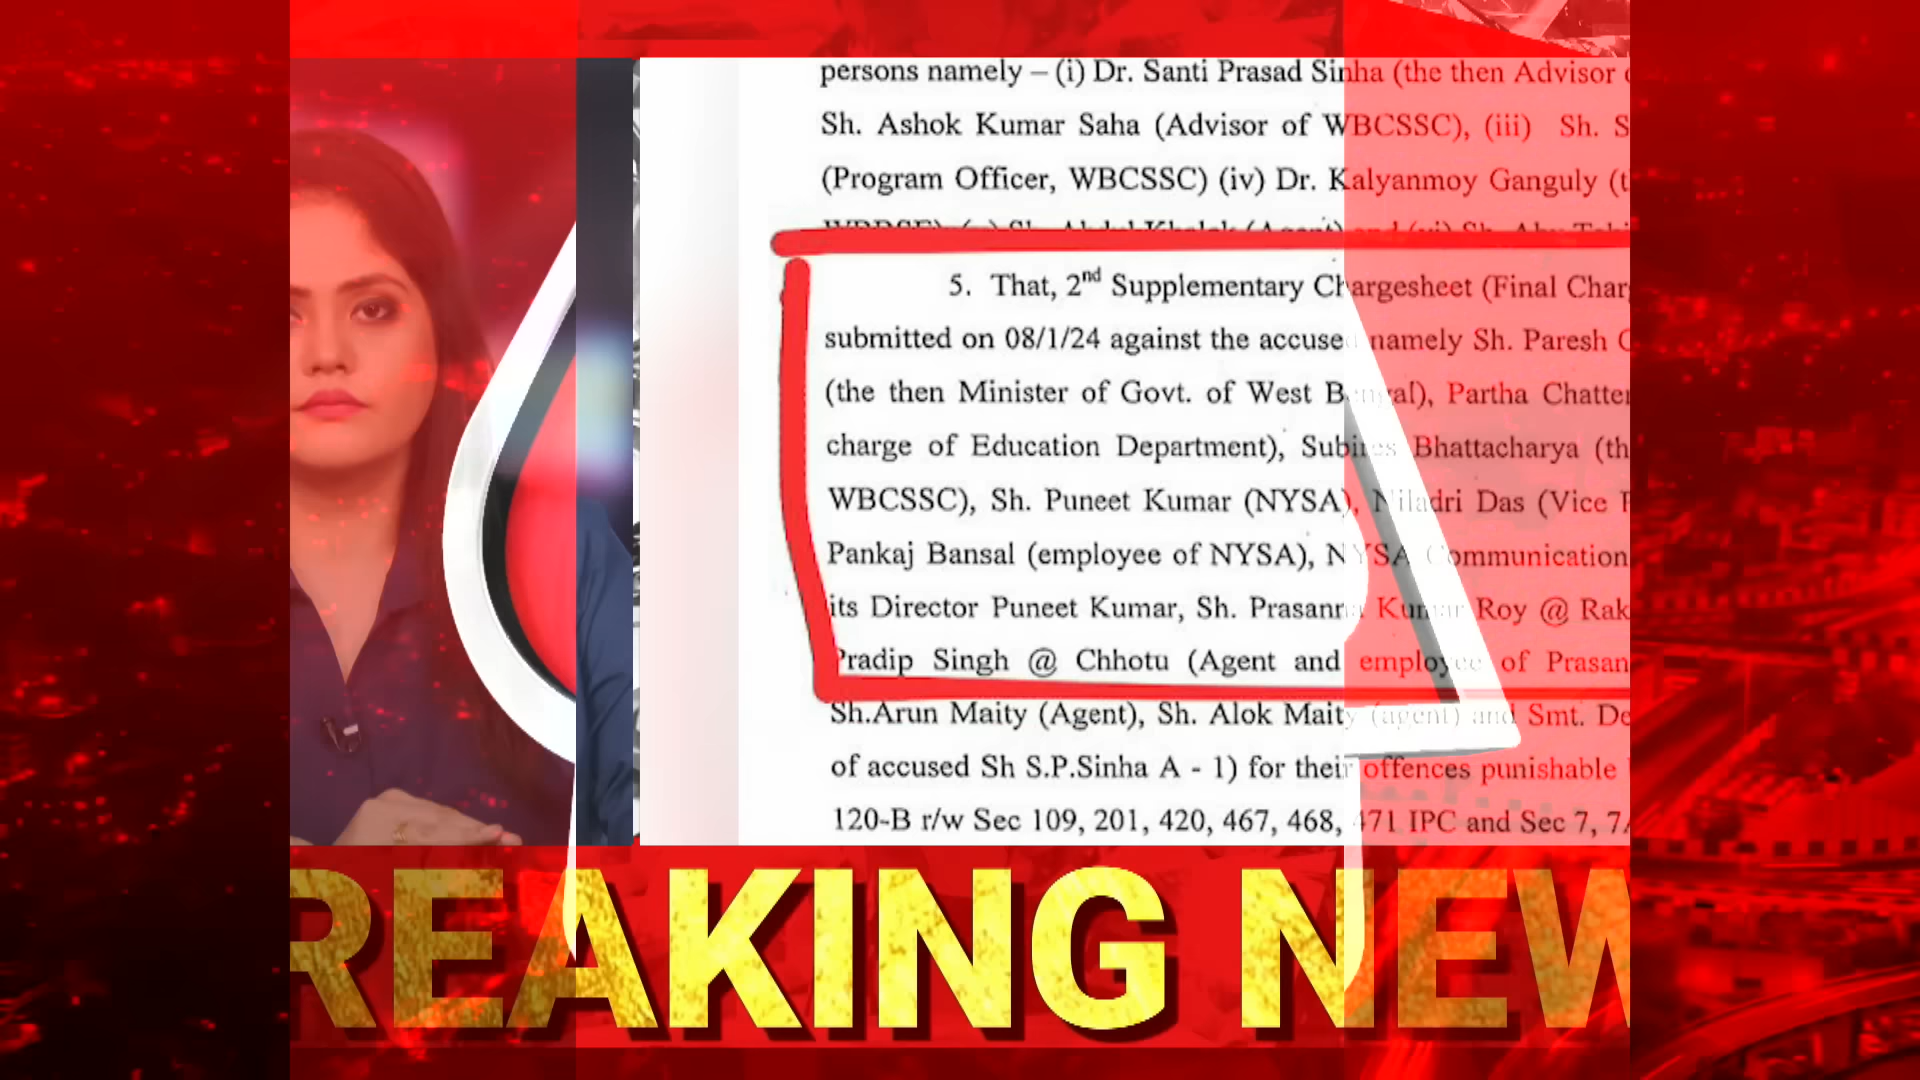 persons namely – (i) Dr. Santi Prasad Sinha (the then Advisor
Sh. Ashok Kumar Saha (Advisor of WBCSSC), (iii) Sh. S
(Program Officer, WBCSSC) (iv) Dr. Kalyanmoy Ganguly (t
5. That, 2nd Supplementary Chargesheet (Final Char
submitted on 08/1/24 against the accused namely Sh. Paresh
(the then Minister of Govt. of West Bengal), Partha Chatter
charge of Education Department), Subires Bhattacharya (th
WBCSSC), Sh. Puneet Kumar (NYSA), Niladri Das (Vice
Pankaj Bansal (employee of NYSA), NYSA Communication
its Director Puneet Kumar, Sh. Prasanna Kumar Roy @ Rak
Pradip Singh @ Chhotu (Agent and employee of Prasan
Sh.Arun Maity (Agent), Sh. Alok Maity (agent) and Smt. De
of accused Sh S.P.Sinha A - 1) for their offences punishable
120-B r/w Sec 109, 201, 420, 467, 468, 471 IPC and Sec 7, 7
REAKING NEW